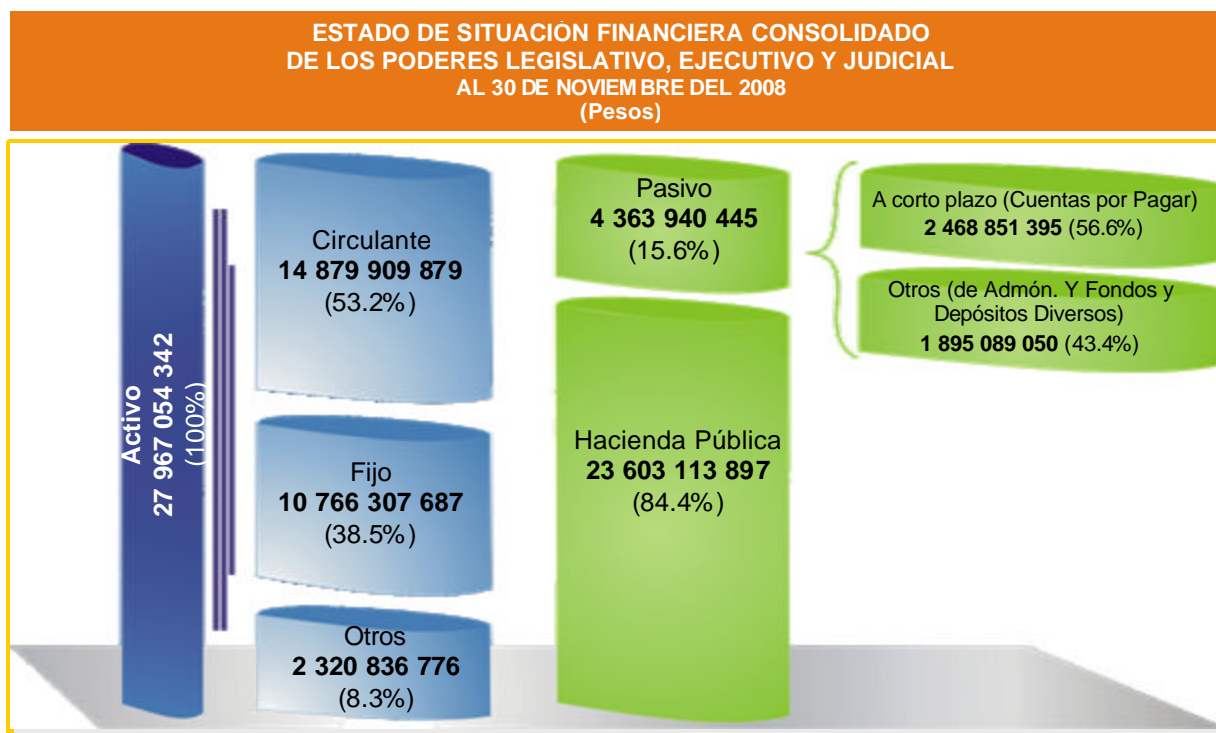 ESTADO DE SITUACIÓN FINANCIERA CONSOLIDADO
DE LOS PODERES LEGISLATIVO, EJECUTIVO Y JUDICIAL
AL 30 DE NOVIEMBRE DEL 2008
(Pesos)
Activo
27 967 054 342
(100%)
Circulante
14 879 909 879
(53.2%)
Fijo
10 766 307 687
(38.5%)
Otros
2 320 836 776
(8.3%)
Pasivo
4 363 940 445
(15.6%)
Hacienda Pública
23 603 113 897
(84.4%)
A corto plazo (Cuentas por Pagar)
2 468 851 395 (56.6%)
Otros (de Admón. Y Fondos y
Depósitos Diversos)
1 895 089 050 (43.4%)